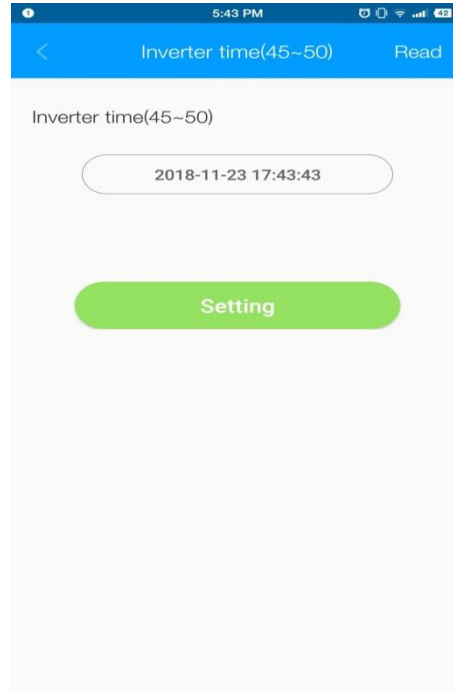 1 5:43 PM 42
Inverter time(45~50) Read
Inverter time(45~50)
2018-11-23 17:43:43
Setting